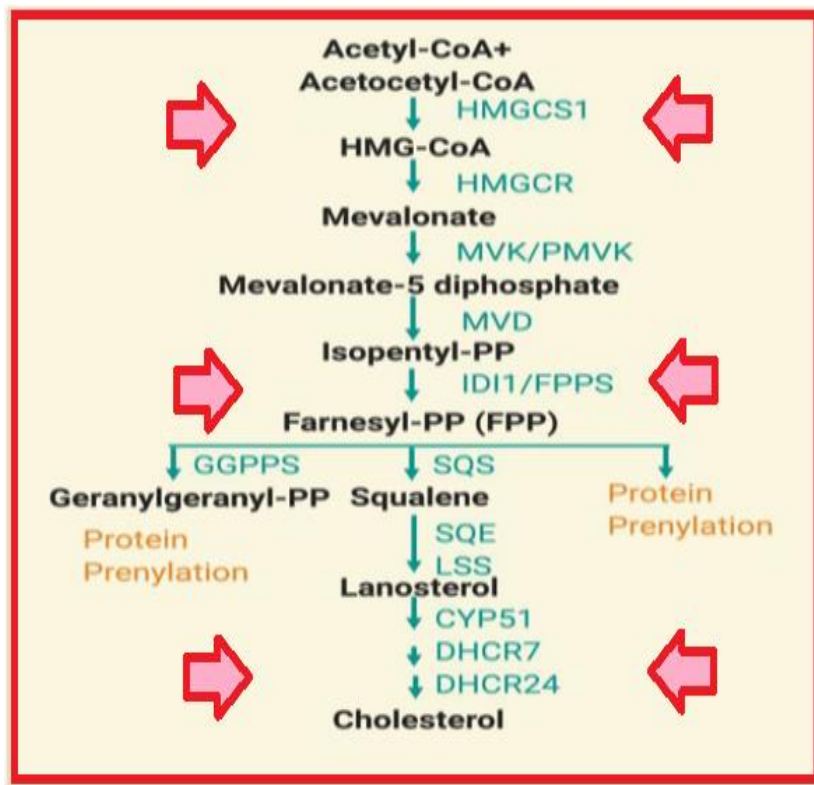 Acetyl-CoA+
Acetocetyl-CoA
HMGCS1
HMG-CoA
HMGCR
Mevalonate
MVK/PMVK
Mevalonate-5 diphosphate
MVD
Isopentyl-PP
IDI1/FPPS
Farnesyl-PP (FPP)
GGPPS SQS
Geranylgeranyl-PP Squalene Protein
Prenylation
Protein
Prenylation
SQE
LSS
Lanosterol
CYP51
DHCR7
DHCR24
Cholesterol